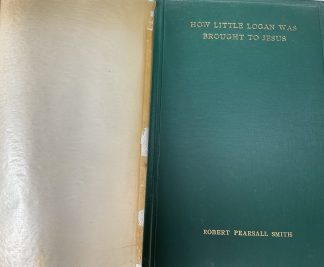 HOW LITTLE LOGAN WAS
BROUGHT TO JESUS
ROBERT PEARSALL SMITH